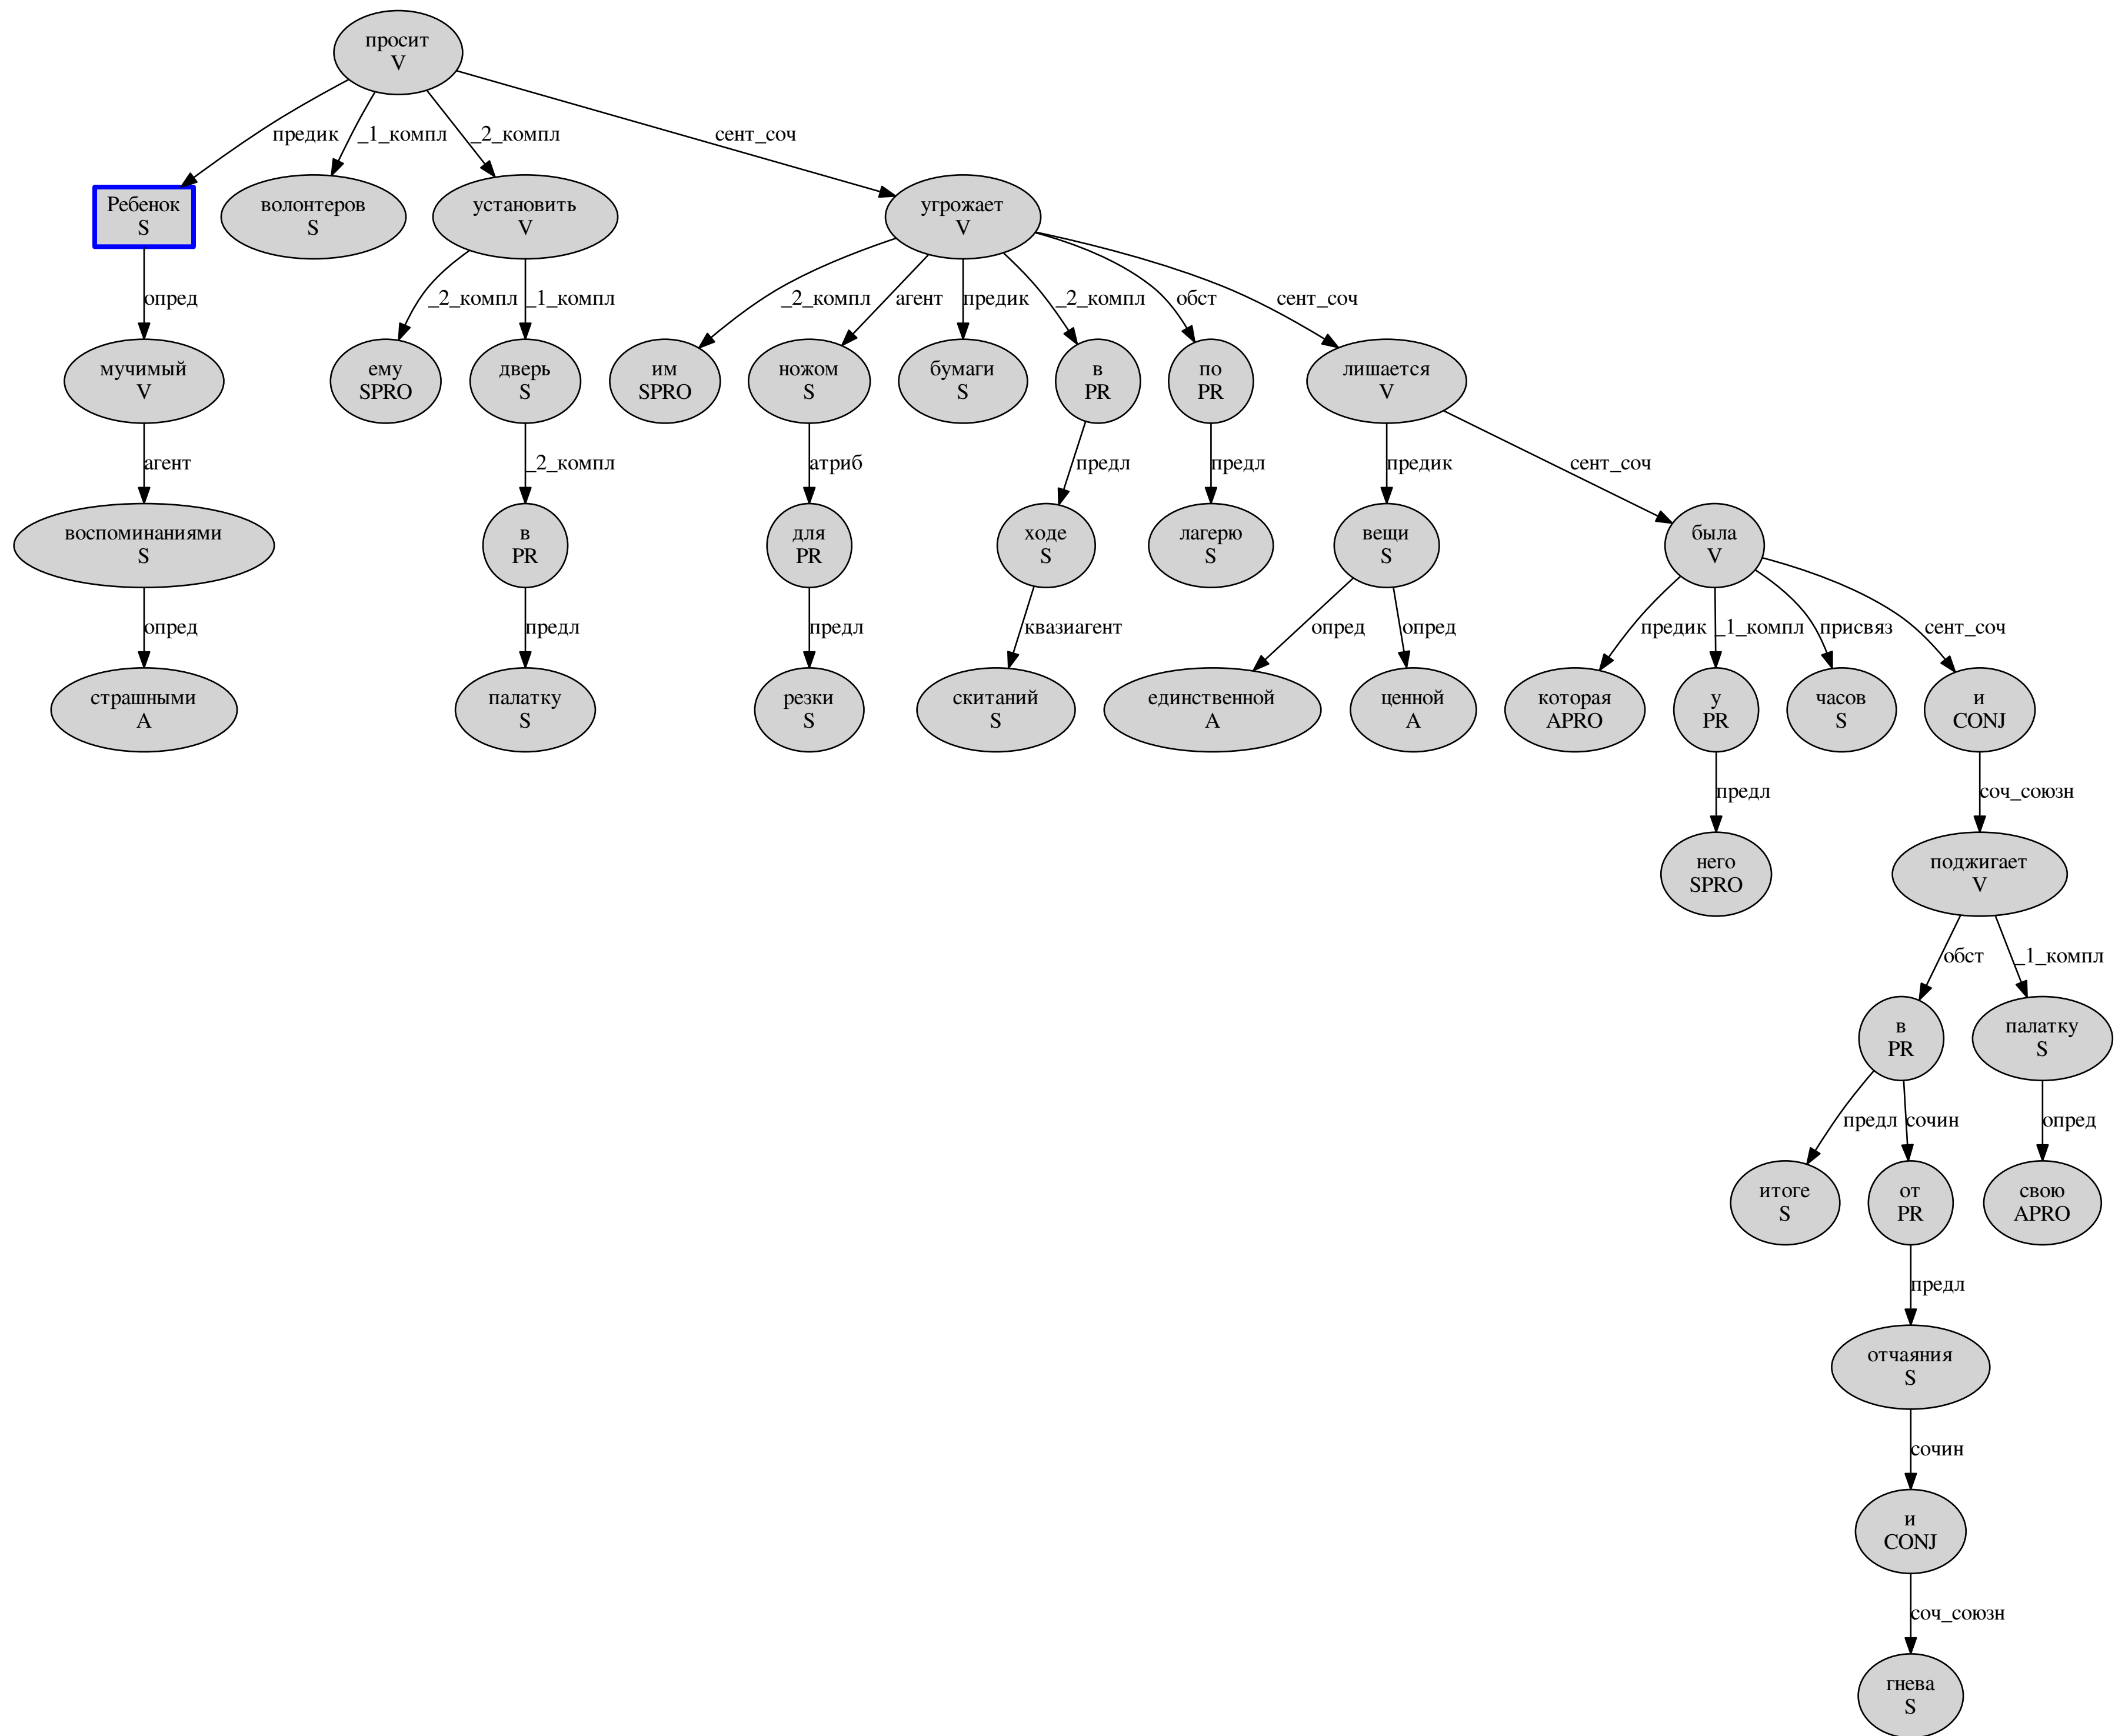 просит
V
предик
_1_компл
_2_компл
сент_соч
Ребенок
S
волонтеров
S
установить
V
угрожает
V
опред
_2_компл
_1_компл
_2_компл
агент
предик
_2_компл
обст
сент_соч
мучимый
V
ему
SPRO
дверь
S
им
SPRO
ножом
S
бумаги
S
в
PR
по
PR
лишается
V
агент
_2_компл
атриб
предл
предл
предик
сент_соч
воспоминаниями
S
в
PR
для
PR
ходе
S
лагерю
S
вещи
S
была
V
опред
предл
предл
квазиагент
опред
опред
предик
_1_компл
присвяз
сент_соч
страшными
A
палатку
S
резки
S
скитаний
S
единственной
A
ценной
A
которая
APRO
у
PR
часов
S
и
CONJ
предл
соч_союзн
него
SPRO
поджигает
V
обст
_1_компл
в
PR
палатку
S
предл
сочин
опред
итоге
S
от
PR
свою
APRO
предл
отчаяния
S
сочин
и
CONJ
соч_союзн
гнева
S